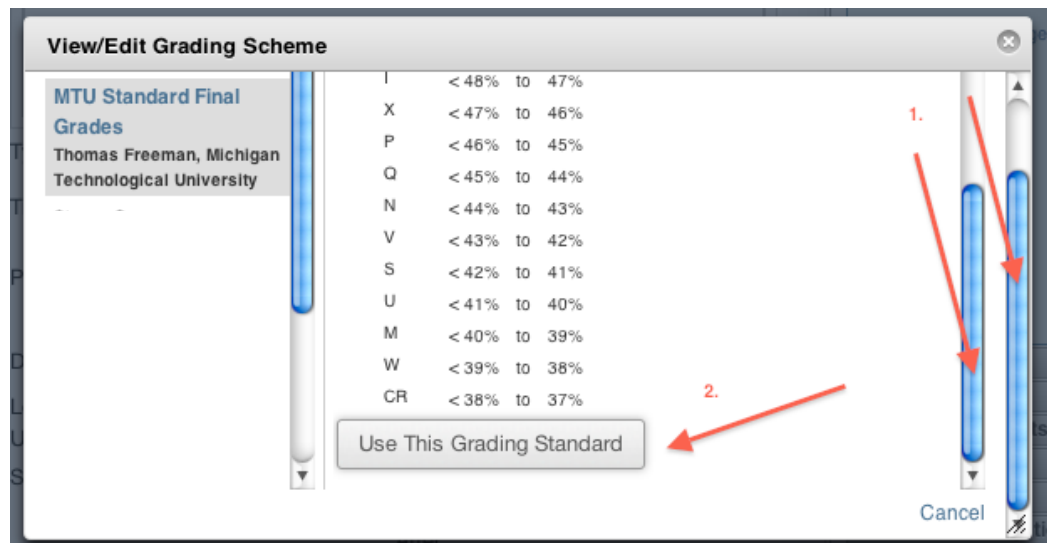 View/Edit Grading Scheme
MTU Standard Final
Grades
Thomas Freeman, Michigan
Technological University
I < 48% to 47%
X < 47% to 46%
P < 46% to 45%
Q < 45% to 44%
N < 44% to 43%
V < 43% to 42%
S < 42% to 41%
U < 41% to 40%
M < 40% to 39%
W < 39% to 38%
CR < 38% to 37%
1.
2.
Use This Grading Standard
Cancel